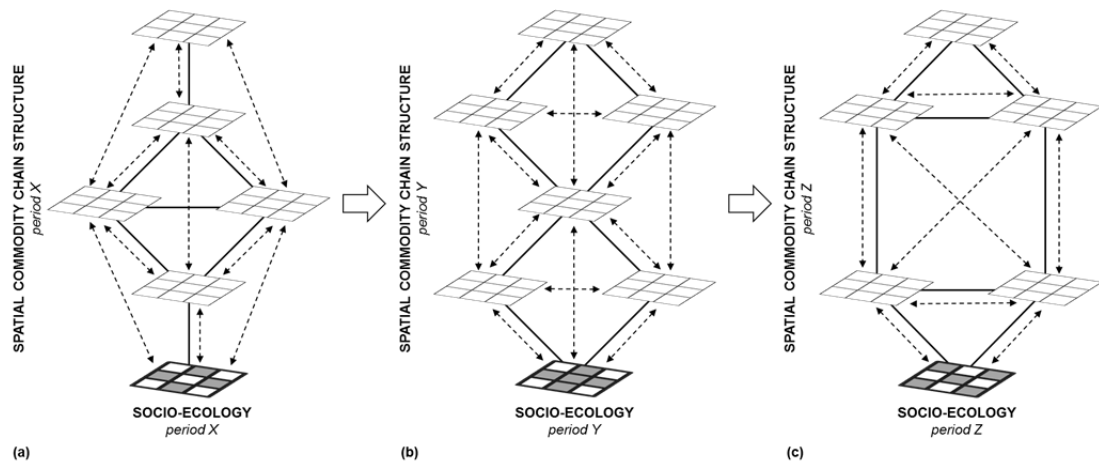 SPATIAL COMMODITY CHAIN STRUCTURE
period X
SOCIO-ECOLOGY
period X
(a)
SPATIAL COMMODITY CHAIN STRUCTURE
period Y
SOCIO-ECOLOGY
period Y
(b)
SPATIAL COMMODITY CHAIN STRUCTURE
period Z
SOCIO-ECOLOGY
period Z
(c)